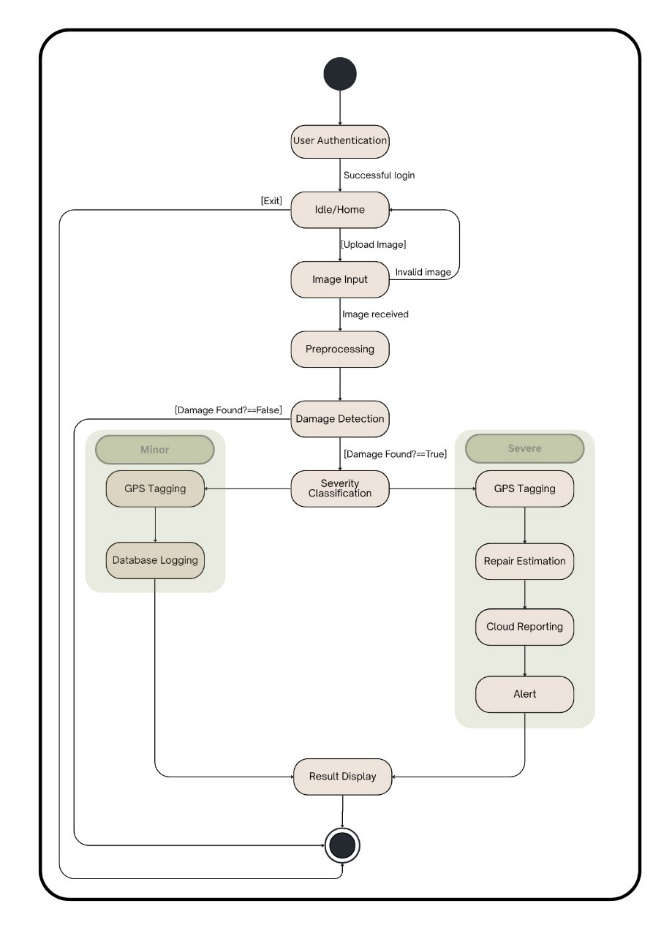 User Authentication
Successful login
[Exit]
Idle/Home
[Upload Image]
Image Input
Invalid image
Image received
Preprocessing
[Damage Found?==False]
Damage Detection
[Damage Found?==True]
Minor
Severe
GPS Tagging
Severity
Classification
GPS Tagging
Database Logging
Repair Estimation
Cloud Reporting
Alert
Result Display